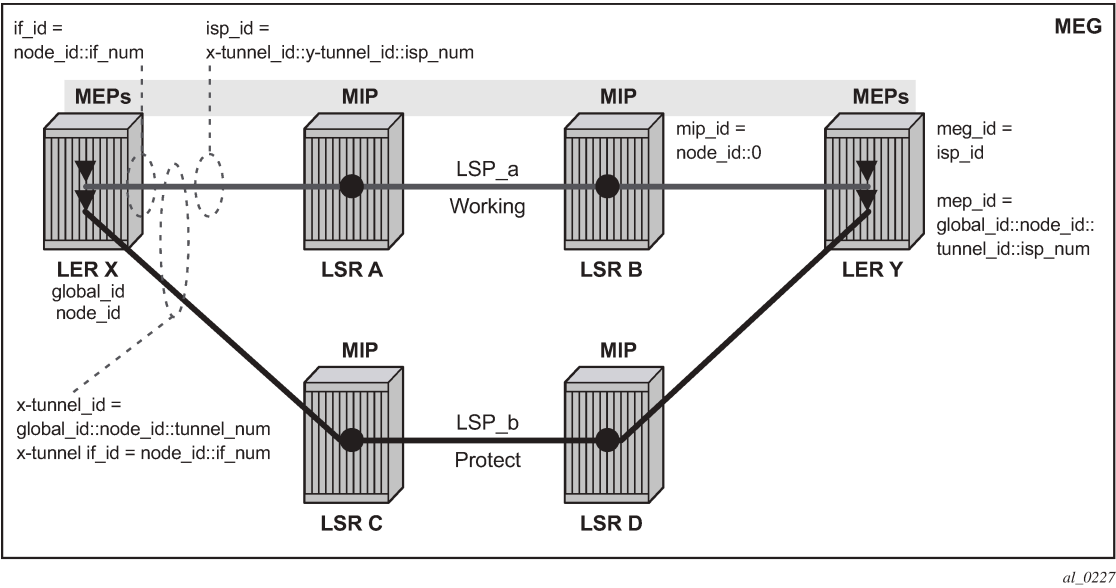 if_id =
node_id::if_num
isp_id =
x-tunnel_id::y-tunnel_id::isp_num
MEG
MEPs
MIP
MIP
MEPs
mip_id =
node_id::0
meg_id =
isp_id
LSP_a
Working
mep_id =
global_id::node_id::
tunnel_id::isp_num
LER X
global_id
node_id
LSR A
LSR B
LER Y
MIP
MIP
x-tunnel_id =
global_id::node_id::tunnel_num
x-tunnel if_id = node_id::if_num
LSP_b
Protect
LSR C
LSR D
al_0227